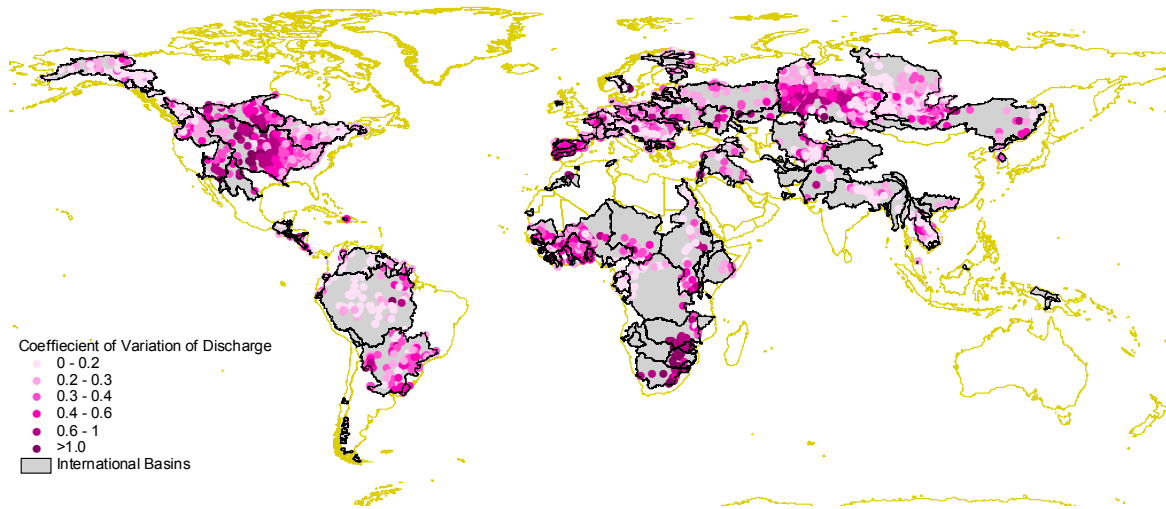 Coeffiecient of Variation of Discharge
0 - 0.2
0.2 - 0.3
0.3 - 0.4
0.4 - 0.6
0.6 - 1
>1.0
International Basins